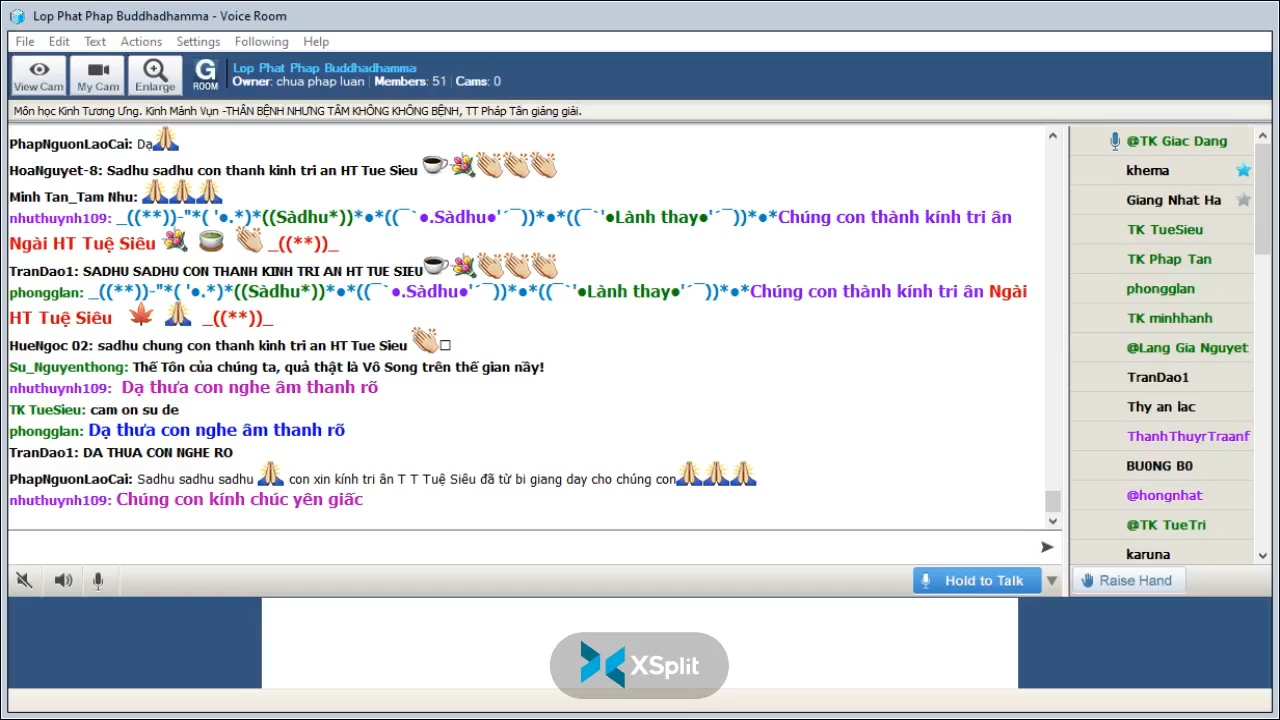 Lop Phat Phap Buddhadhamma - Voice Room
File Edit Text Actions Settings Following Help
View Cam My Cam Enlarge G ROOM
Lop Phat Phap Buddhadhamma
Owner: chua phap luan | Members: 51 | Cams: 0
Môn học Kinh Tương Ưng. Kinh Mánh Vụn -THÂN BỆNH NHƯNG TÂM KHÔNG KHÔNG BỆNH, TT Pháp Tân giảng giải.
PhapNguonLaoCai: Dạ
HoaNguyet-8: Sadhu sadhu con thanh kinh tri an HT Tue Sieu
Minh Tan_Tam Nhu:
nhuthuynh109: _((**))-"*( '●.*)*((Sàdhu*))*●*((¯`●.Sàdhu●'´¯))*●*((¯`'●Lành thay●'´¯))*●*Chúng con thành kính tri ân
Ngài HT Tuệ Siêu _((**))_
TranDao1: SADHU SADHU CON THANH KINH TRI AN HT TUE SIEU
phongglan: _((**))-"*( '●.*)*((Sàdhu*))*●*((¯`●.Sàdhu●'´¯))*●*((¯`'●Lành thay●'´¯))*●*Chúng con thành kính tri ân Ngài
HT Tuệ Siêu _((**))_
HueNgoc 02: sadhu chung con thanh kinh tri an HT Tue Sieu □
Su_Nguyenthong: Thế Tôn của chúng ta, quả thật là Vô Song trên thế gian nầy!
nhuthuynh109: Dạ thưa con nghe âm thanh rõ
TK TueSieu: cam on su de
phongglan: Dạ thưa con nghe âm thanh rõ
TranDao1: DA THUA CON NGHE RO
PhapNguonLaoCai: Sadhu sadhu sadhu con xin kính tri ân T T Tuệ Siêu đã từ bi giang day cho chúng con
nhuthuynh109: Chúng con kính chúc yên giấc
@TK Giac Dang
khema
Giang Nhat Ha
TK TueSieu
TK Phap Tan
phongglan
TK minhhanh
@Lang Gia Nguyet
TranDao1
Thy an lac
ThanhThuyrTraanf
BU0NG B0
@hongnhat
@TK TueTri
karuna
Hold to Talk
Raise Hand
XSplit